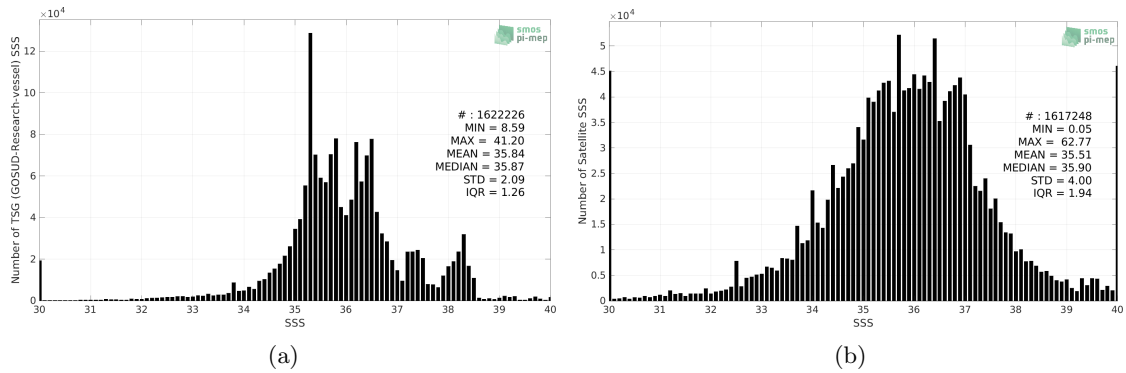 ×10⁴
smos
pi-mep
Number of TSG (GOSUD-Research-vessel) SSS
12
10
8
6
4
2
0
# : 1622226
MIN = 8.59
MAX = 41.20
MEAN = 35.84
MEDIAN = 35.87
STD = 2.09
IQR = 1.26
30 31 32 33 34 35 36 37 38 39 40
SSS
(a)
×10⁴
smos
pi-mep
Number of Satellite SSS
5
4.5
4
3.5
3
2.5
2
1.5
1
0.5
0
# : 1617248
MIN = 0.05
MAX = 62.77
MEAN = 35.51
MEDIAN = 35.90
STD = 4.00
IQR = 1.94
30 31 32 33 34 35 36 37 38 39 40
SSS
(b)